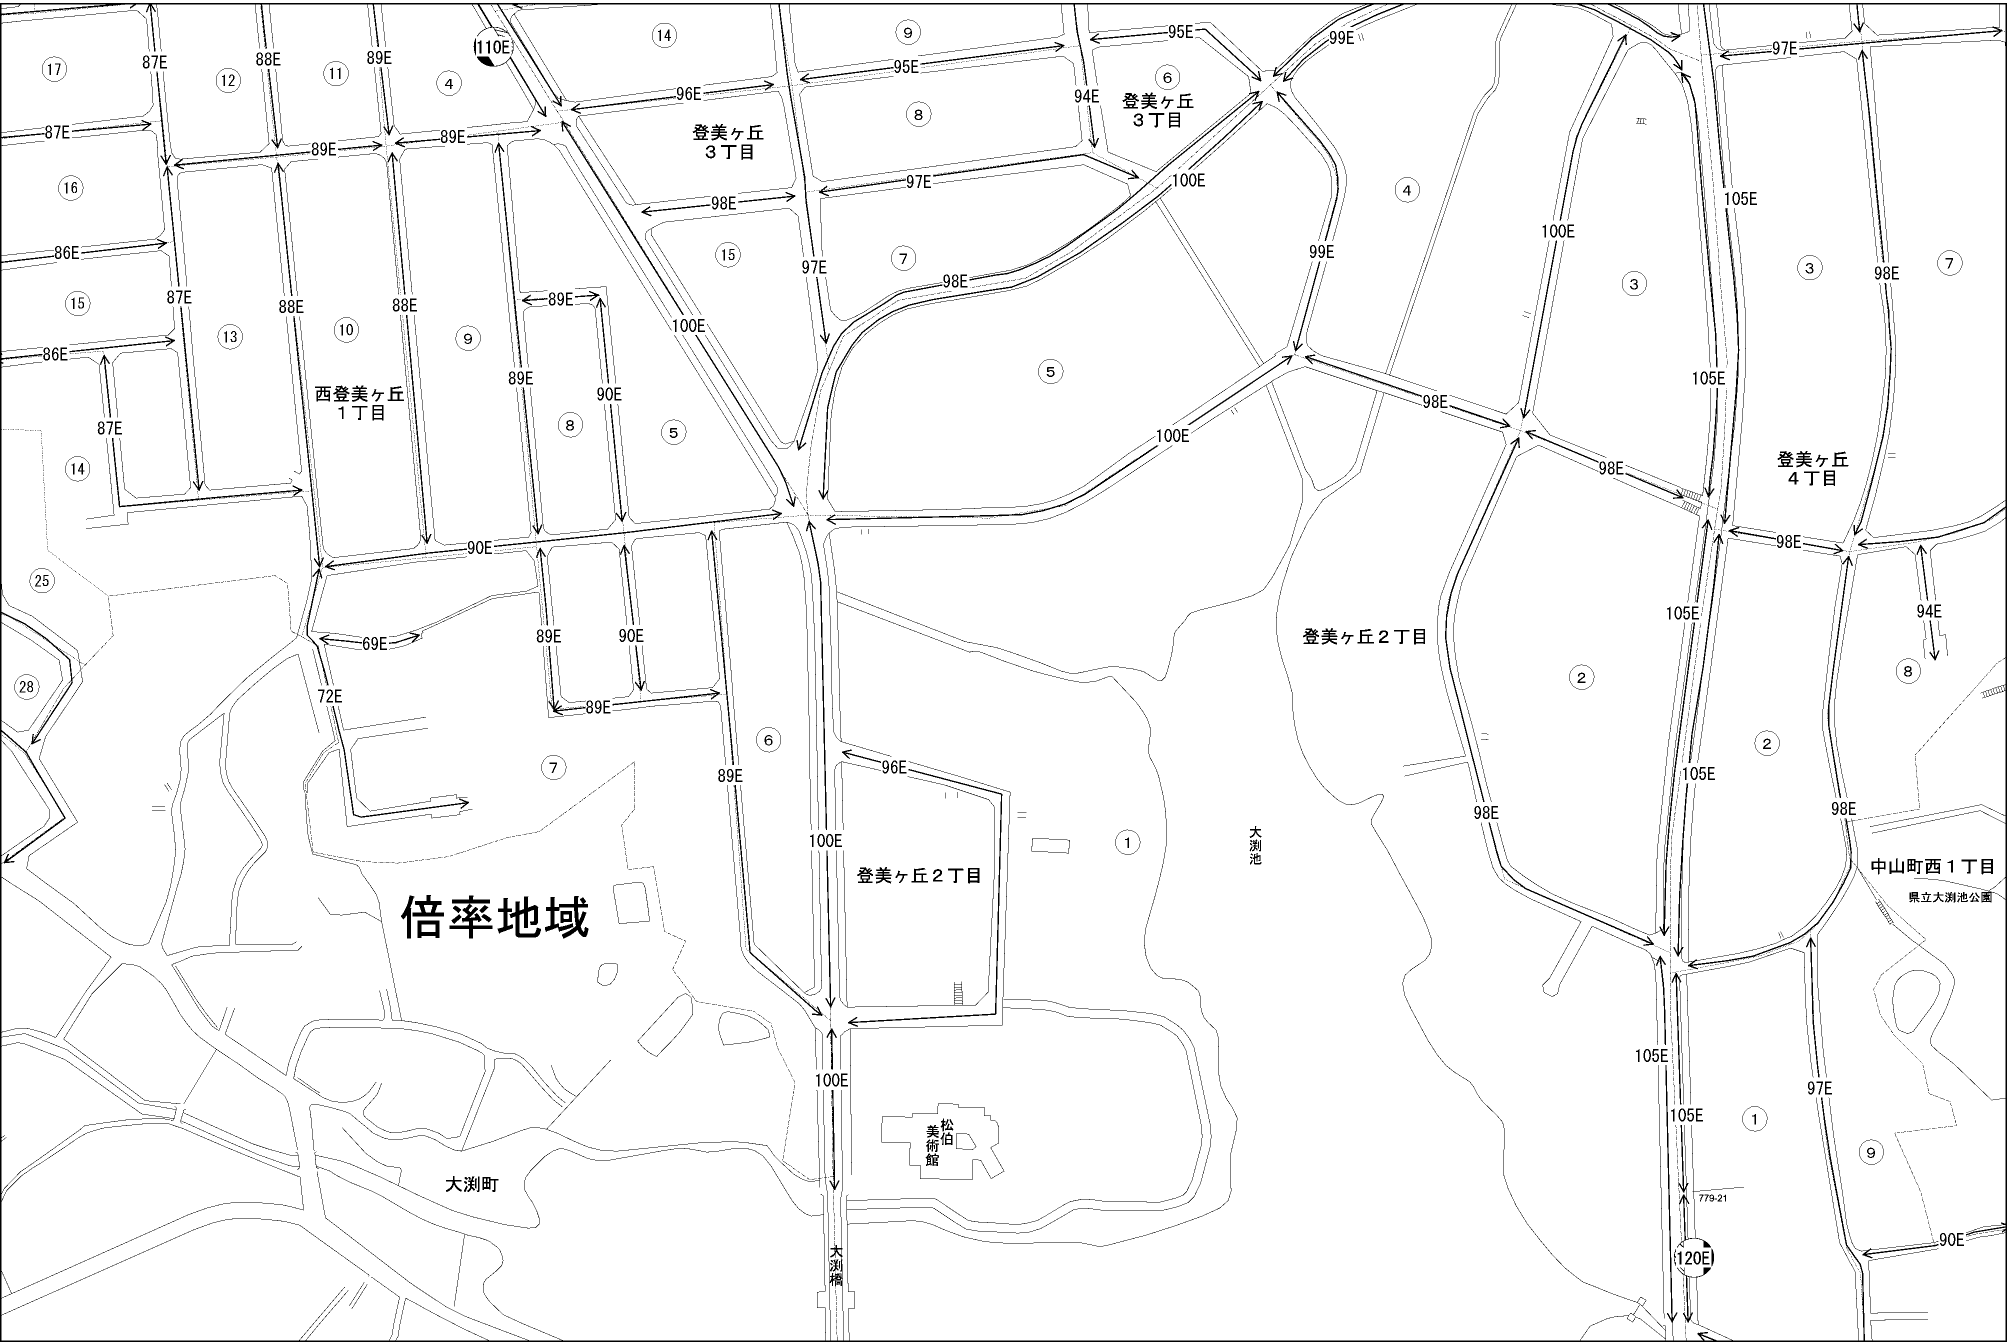 110E
14
9
95E
99E
97E
17
87E
88E
89E
12
11
4
95E
6
96E
94E
登美ヶ丘
3丁目
8
登美ヶ丘
3丁目
87E
89E
89E
16
97E
100E
4
98E
105E
86E
15
7
99E
100E
3
3
7
15
87E
88E
88E
89E
97E
98E
98E
86E
13
10
9
100E
5
105E
西登美ヶ丘
1丁目
89E
90E
98E
87E
8
5
100E
98E
登美ヶ丘
4丁目
14
90E
98E
25
105E
94E
69E
89E
90E
登美ヶ丘2丁目
28
72E
89E
2
8
6
2
7
89E
96E
105E
98E
98E
100E
1
大渕池
登美ヶ丘2丁目
中山町西1丁目
県立大渕池公園
倍率地域
105E
100E
97E
105E
1
松伯
美術館
9
大渕町
779-21
大渕橋
90E
120E